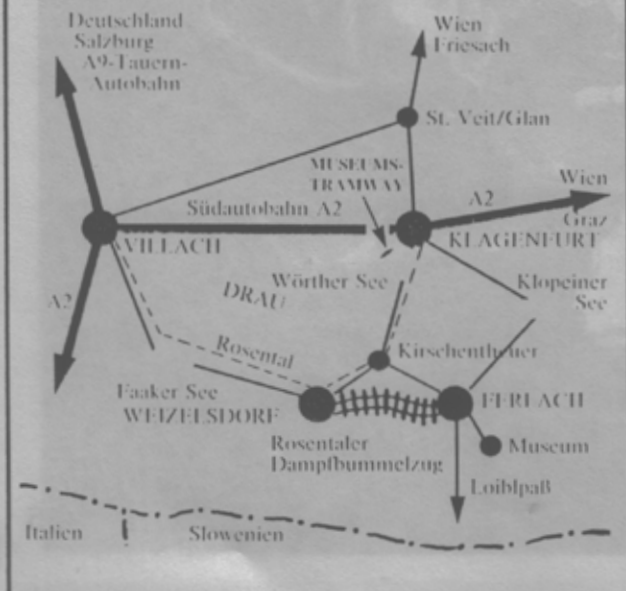 Deutschland
Salzburg
A9-Tauern-
Autobahn
Wien
Friesach
St. Veit/Glan
MUSEUMS-
TRAMWAY
Wien
A2
Graz
Südautobahn A2
VILLACH
KLAGENFURT
A2
DRAU
Wörther See
Klopeiner
See
Rosental
Kirschentheuer
Faaker See
WEIZELSDORF
FERLACH
Rosentaler
Dampfbummelzug
Museum
Loiblpaß
Italien
Slowenien